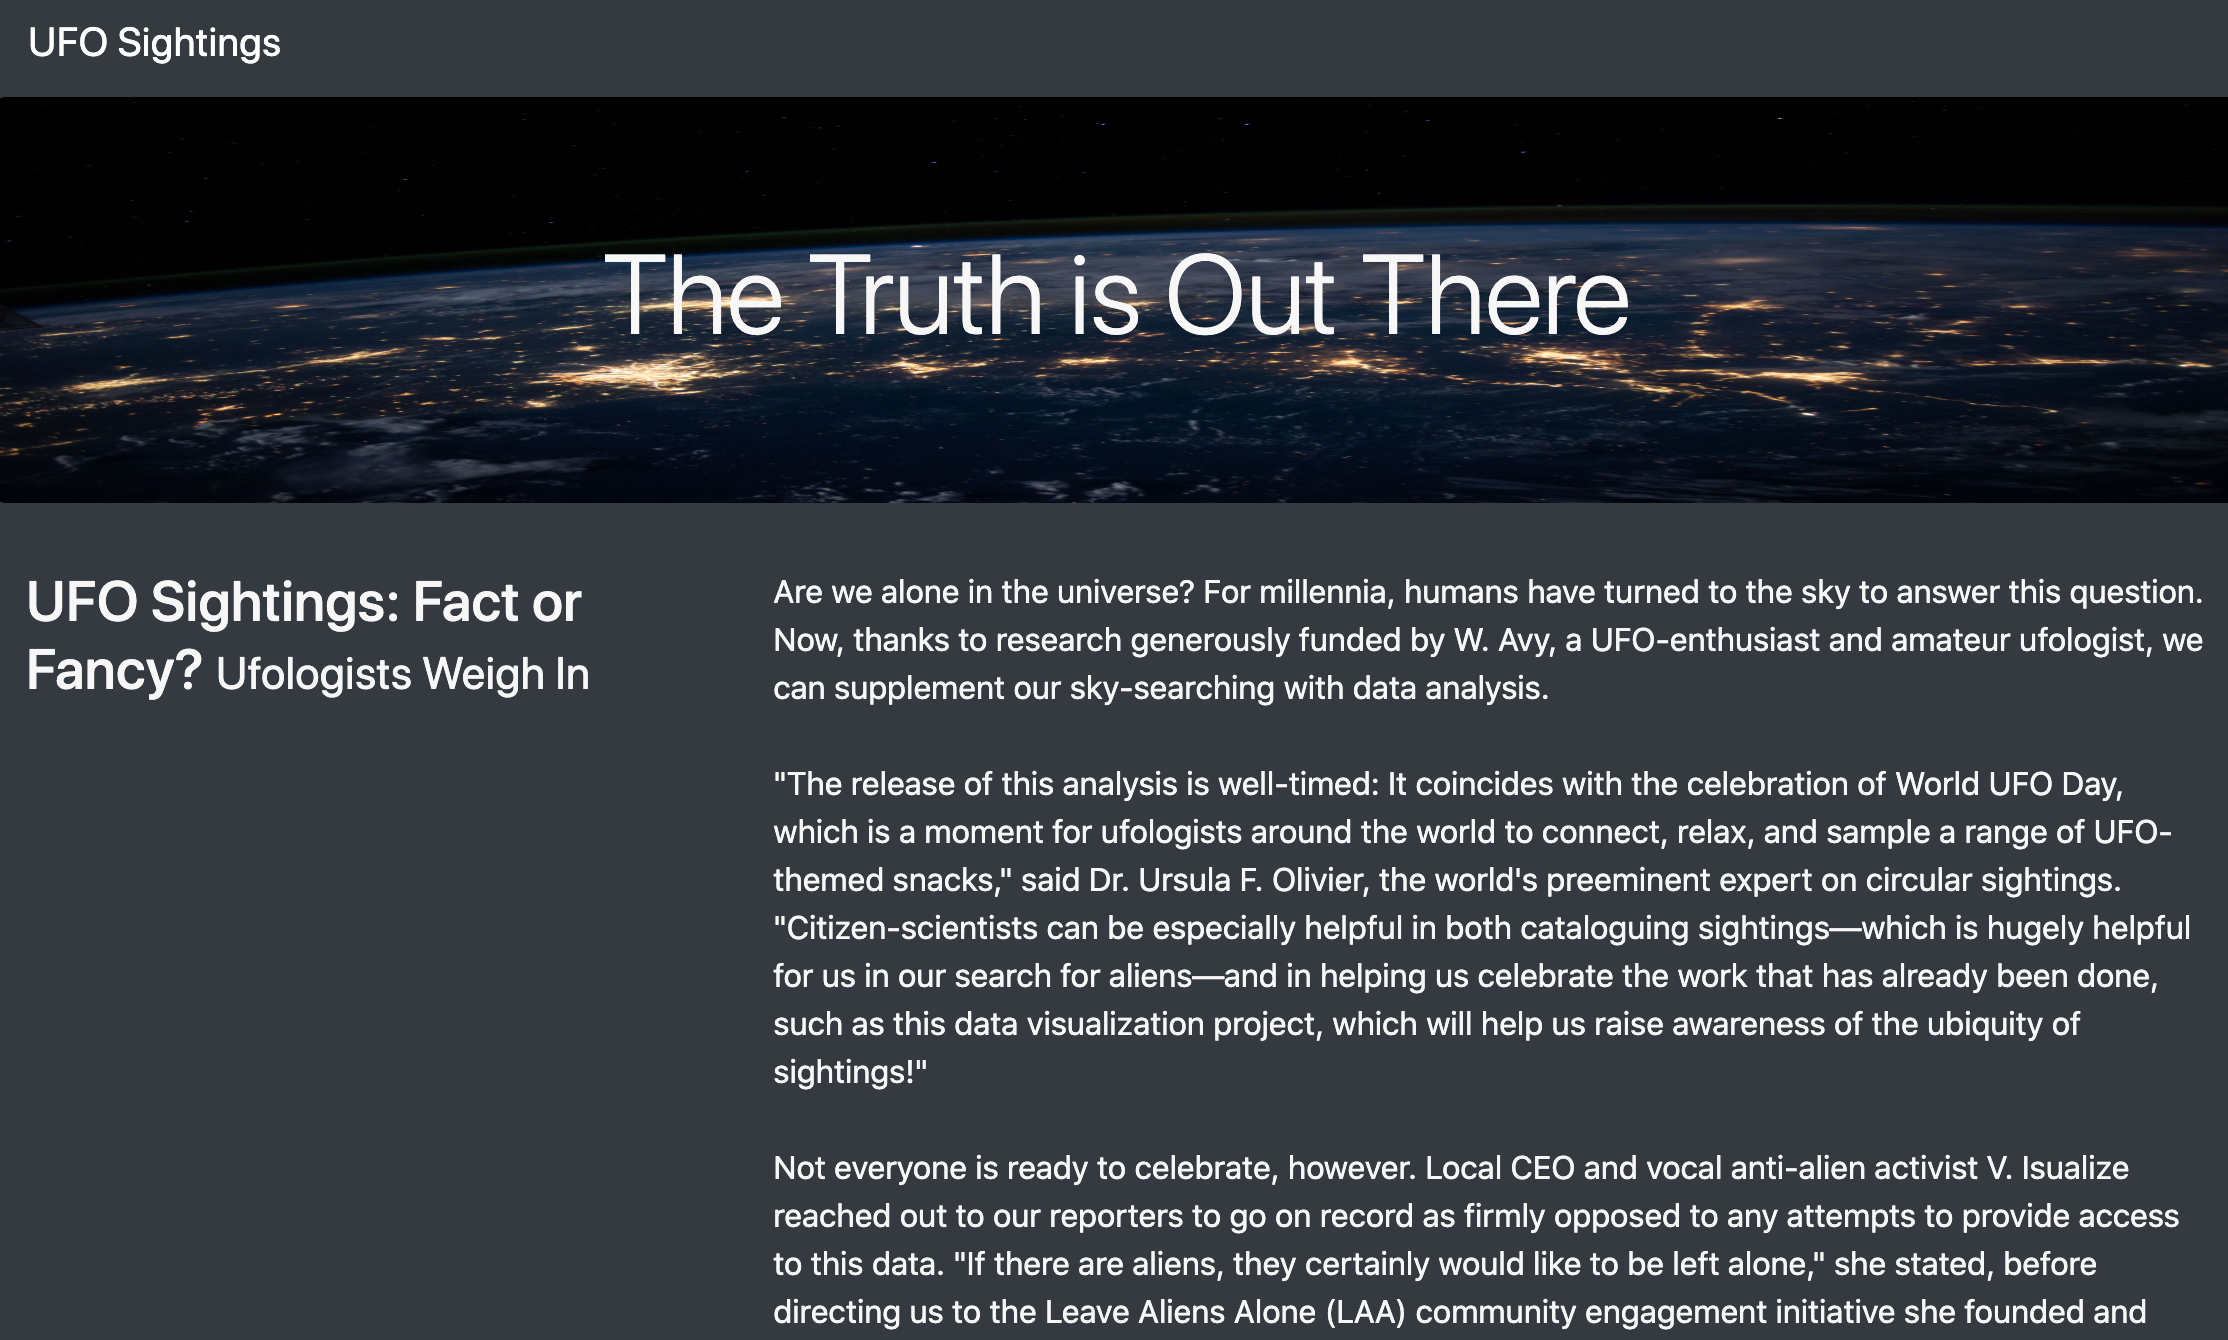 UFO Sightings
The Truth is Out There
UFO Sightings: Fact or
Fancy? Ufologists Weigh In
Are we alone in the universe? For millennia, humans have turned to the sky to answer this question.
Now, thanks to research generously funded by W. Avy, a UFO-enthusiast and amateur ufologist, we
can supplement our sky-searching with data analysis.
"The release of this analysis is well-timed: It coincides with the celebration of World UFO Day,
which is a moment for ufologists around the world to connect, relax, and sample a range of UFO-
themed snacks," said Dr. Ursula F. Olivier, the world's preeminent expert on circular sightings.
"Citizen-scientists can be especially helpful in both cataloguing sightings—which is hugely helpful
for us in our search for aliens—and in helping us celebrate the work that has already been done,
such as this data visualization project, which will help us raise awareness of the ubiquity of
sightings!"
Not everyone is ready to celebrate, however. Local CEO and vocal anti-alien activist V. Isualize
reached out to our reporters to go on record as firmly opposed to any attempts to provide access
to this data. "If there are aliens, they certainly would like to be left alone," she stated, before
directing us to the Leave Aliens Alone (LAA) community engagement initiative she founded and